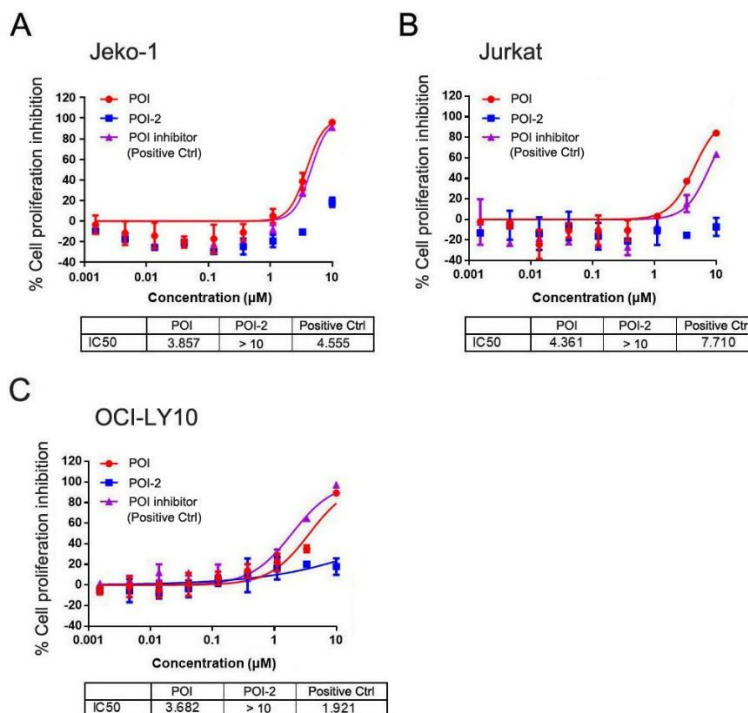 A
Jeko-1
% Cell proliferation inhibition
120
100
80
60
40
20
0
-20
-40
POI
POI-2
POI inhibitor
(Positive Ctrl)
0.001 0.01 0.1 1 10
Concentration (µM)
POI POI-2 Positive Ctrl
IC50 3.857 > 10 4.555
B
Jurkat
% Cell proliferation inhibition
120
100
80
60
40
20
0
-20
-40
POI
POI-2
POI inhibitor
(Positive Ctrl)
0.001 0.01 0.1 1 10
Concentration (µM)
POI POI-2 Positive Ctrl
IC50 4.361 > 10 7.710
C
OCI-LY10
% Cell proliferation inhibition
120
100
80
60
40
20
0
-20
-40
POI
POI-2
POI inhibitor
(Positive Ctrl)
0.001 0.01 0.1 1 10
Concentration (µM)
POI POI-2 Positive Ctrl
IC50 3.682 > 10 1.921